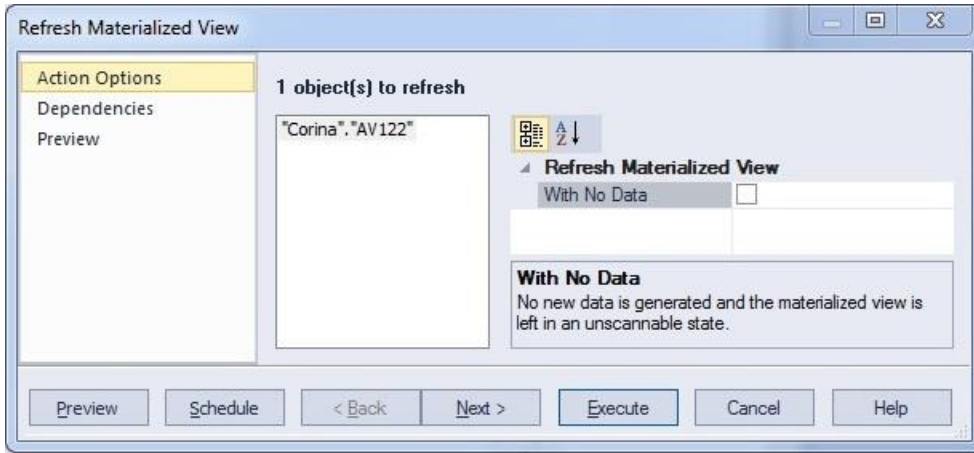 Refresh Materialized View
Action Options
Dependencies
Preview
1 object(s) to refresh
"Corina"."AV122"
A
Z
Refresh Materialized View
With No Data
With No Data
No new data is generated and the materialized view is
left in an unscannable state.
Preview
Schedule
< Back
Next >
Execute
Cancel
Help